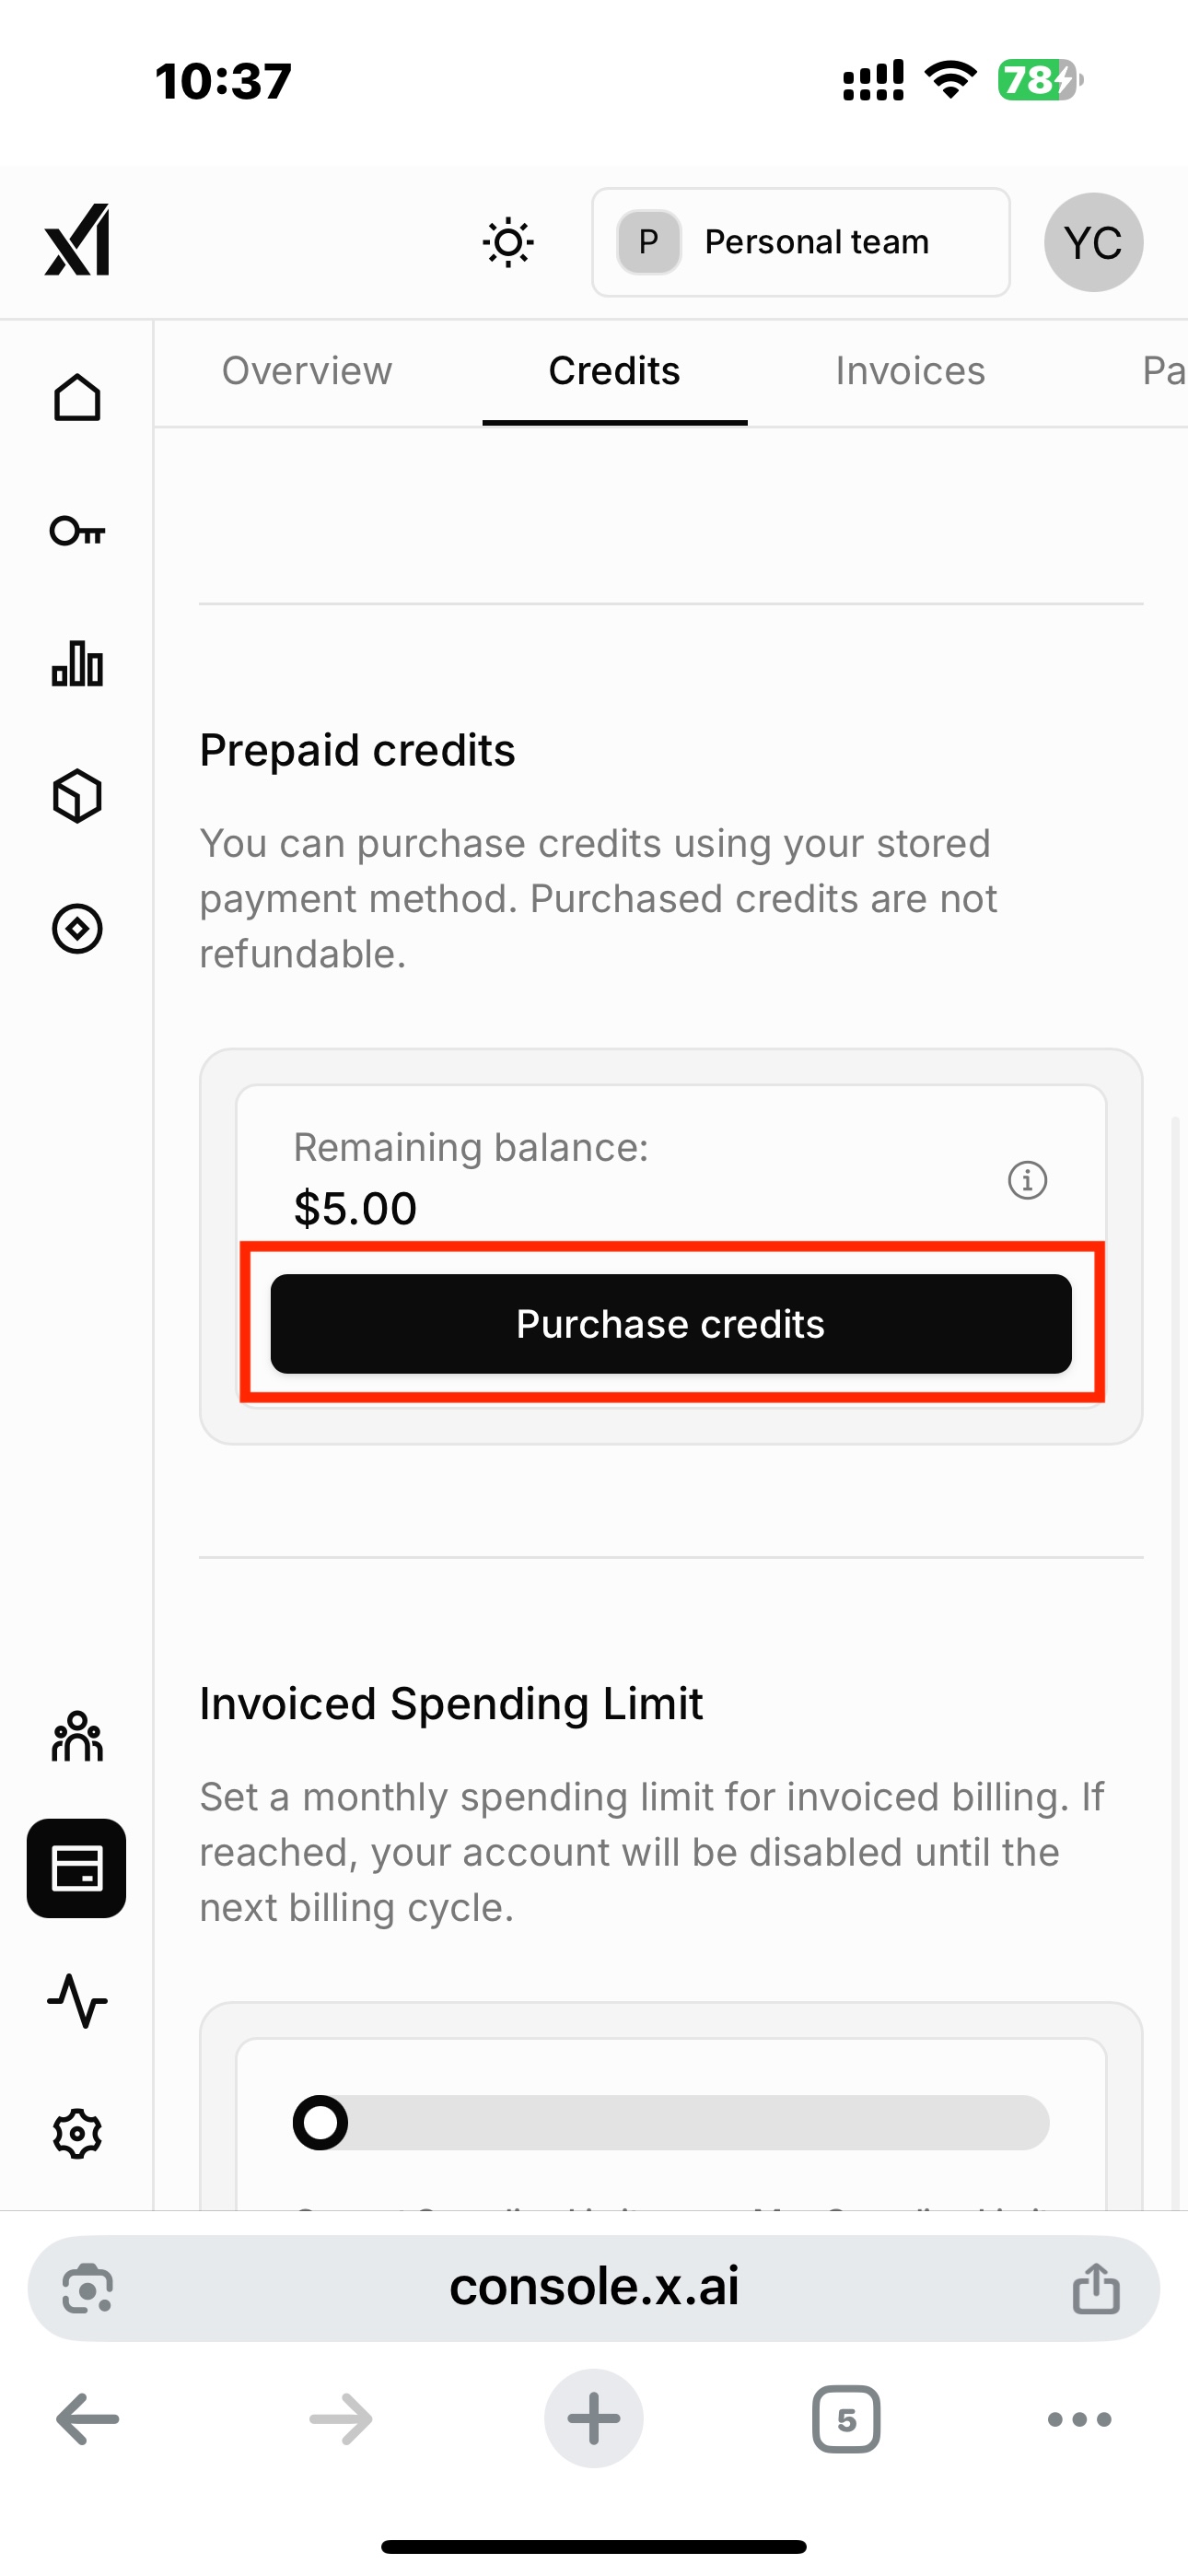 10:37
78
xI
P
Personal team
YC
Overview
Credits
Invoices
Pa
Prepaid credits
You can purchase credits using your stored
payment method. Purchased credits are not
refundable.
Remaining balance:
$5.00
Purchase credits
Invoiced Spending Limit
Set a monthly spending limit for invoiced billing. If
reached, your account will be disabled until the
next billing cycle.
console.x.ai
5